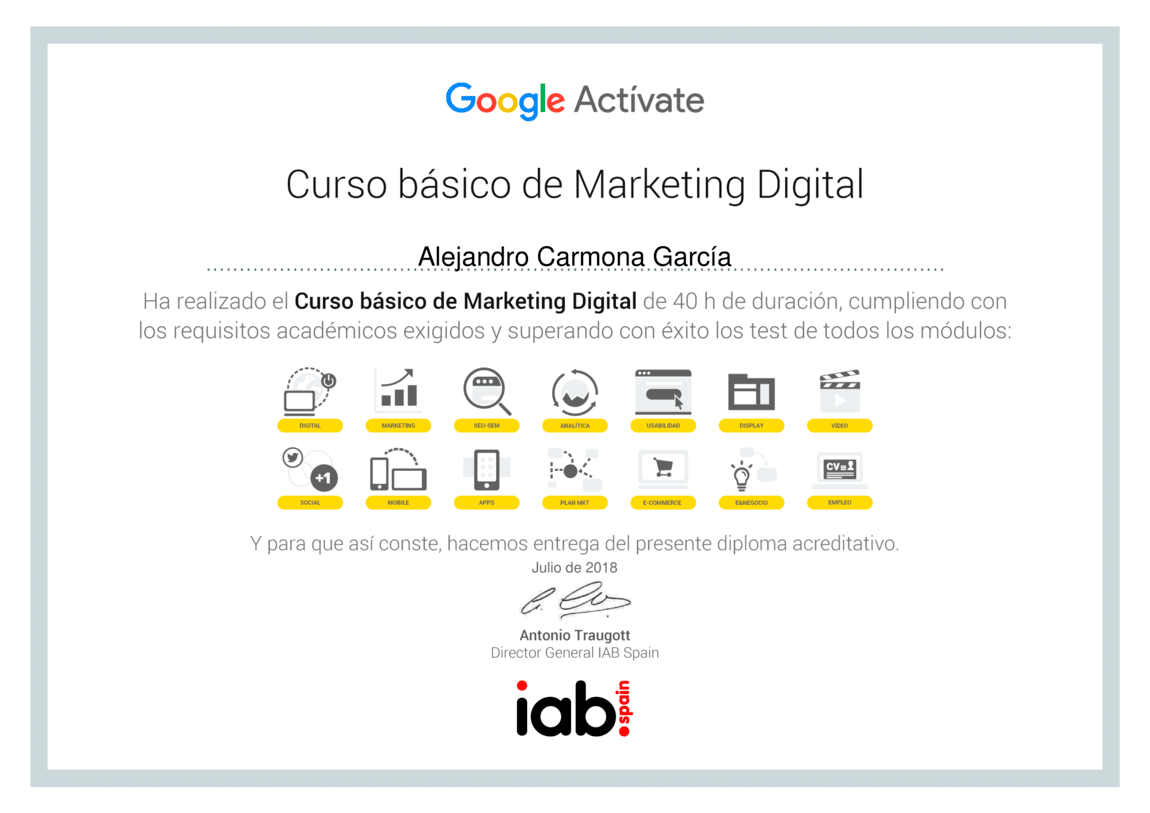 Google Actívate
Curso básico de Marketing Digital
Alejandro Carmona García
Ha realizado el Curso básico de Marketing Digital de 40 h de duración, cumpliendo con
los requisitos académicos exigidos y superando con éxito los test de todos los módulos:
DIGITAL MARKETING SEO-SEM ANALÍTICA USABILIDAD DISPLAY VÍDEO
+1 CV
SOCIAL MOBILE APPS PLAN MKT E-COMMERCE E&NEGOCIO EMPLEO
Y para que así conste, hacemos entrega del presente diploma acreditativo.
Julio de 2018
Antonio Traugott
Director General IAB Spain
iab spain